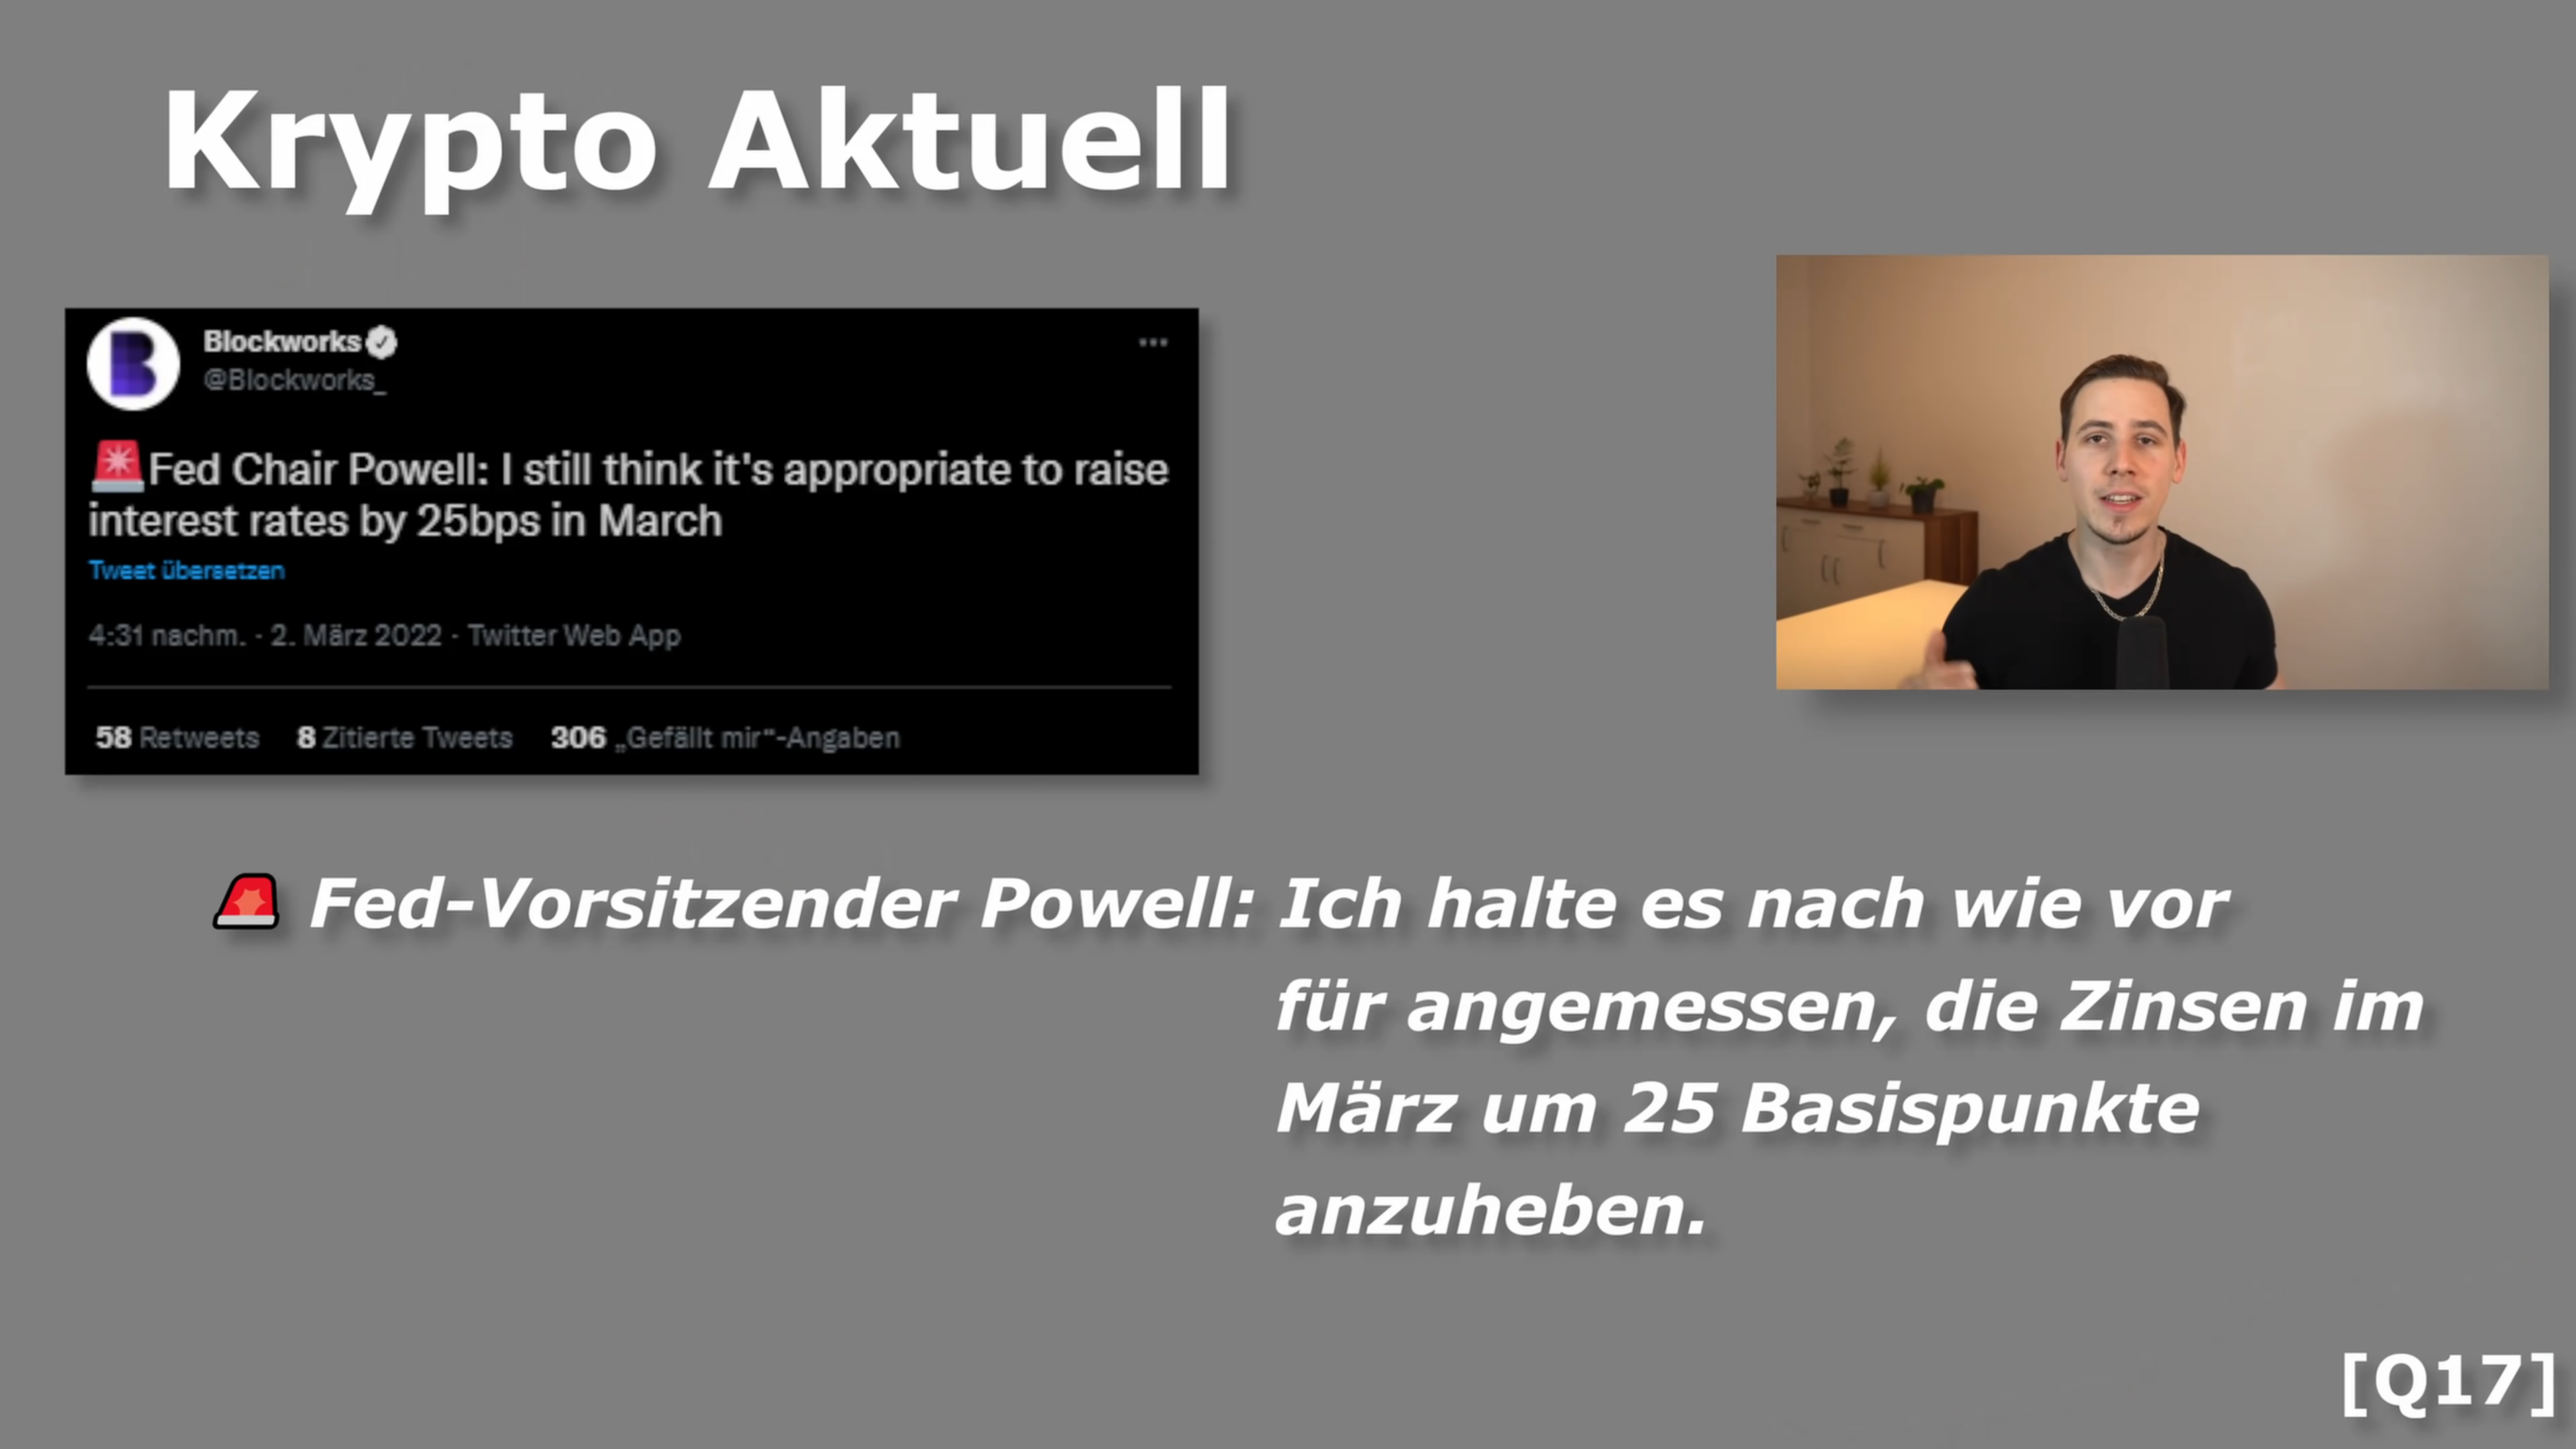 Krypto Aktuell
Blockworks
@Blockworks_
🚨Fed Chair Powell: I still think it's appropriate to raise
interest rates by 25bps in March
Tweet übersetzen
4:31 nachm. · 2. März 2022 · Twitter Web App
58 Retweets 8 Zitierte Tweets 306 „Gefällt mir“-Angaben
🚨 Fed-Vorsitzender Powell: Ich halte es nach wie vor
für angemessen, die Zinsen im
März um 25 Basispunkte
anzuheben.
[Q17]